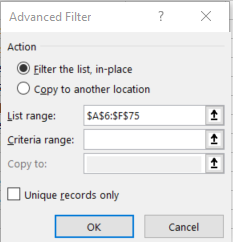 Advanced Filter ? ×
Action
Filter the list, in-place
Copy to another location
List range: $A$6:$F$75
Criteria range:
Copy to:
Unique records only
OK Cancel